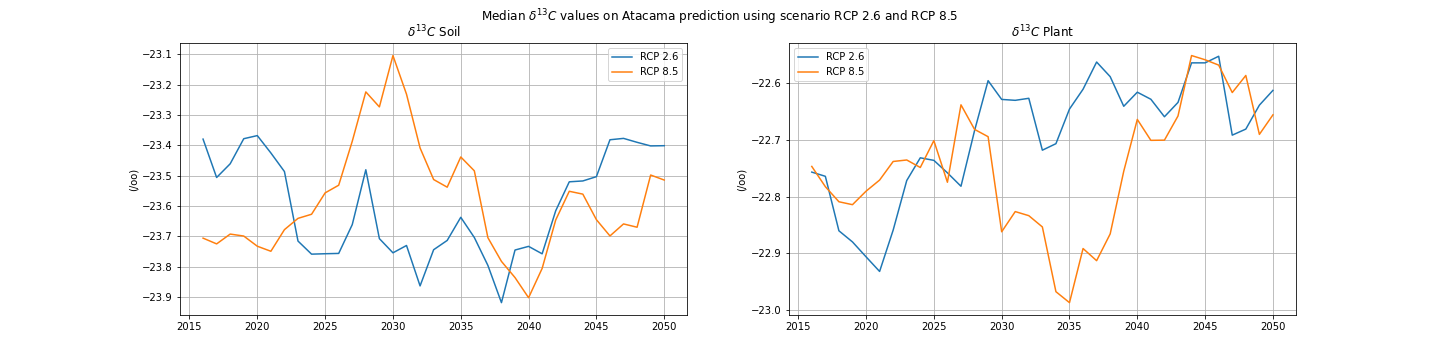 Median δ¹³C values on Atacama prediction using scenario RCP 2.6 and RCP 8.5
δ¹³C Soil
(/oo)
−23.1
−23.2
−23.3
−23.4
−23.5
−23.6
−23.7
−23.8
−23.9
RCP 2.6
RCP 8.5
2015 2020 2025 2030 2035 2040 2045 2050
δ¹³C Plant
(/oo)
−22.6
−22.7
−22.8
−22.9
−23.0
RCP 2.6
RCP 8.5
2015 2020 2025 2030 2035 2040 2045 2050